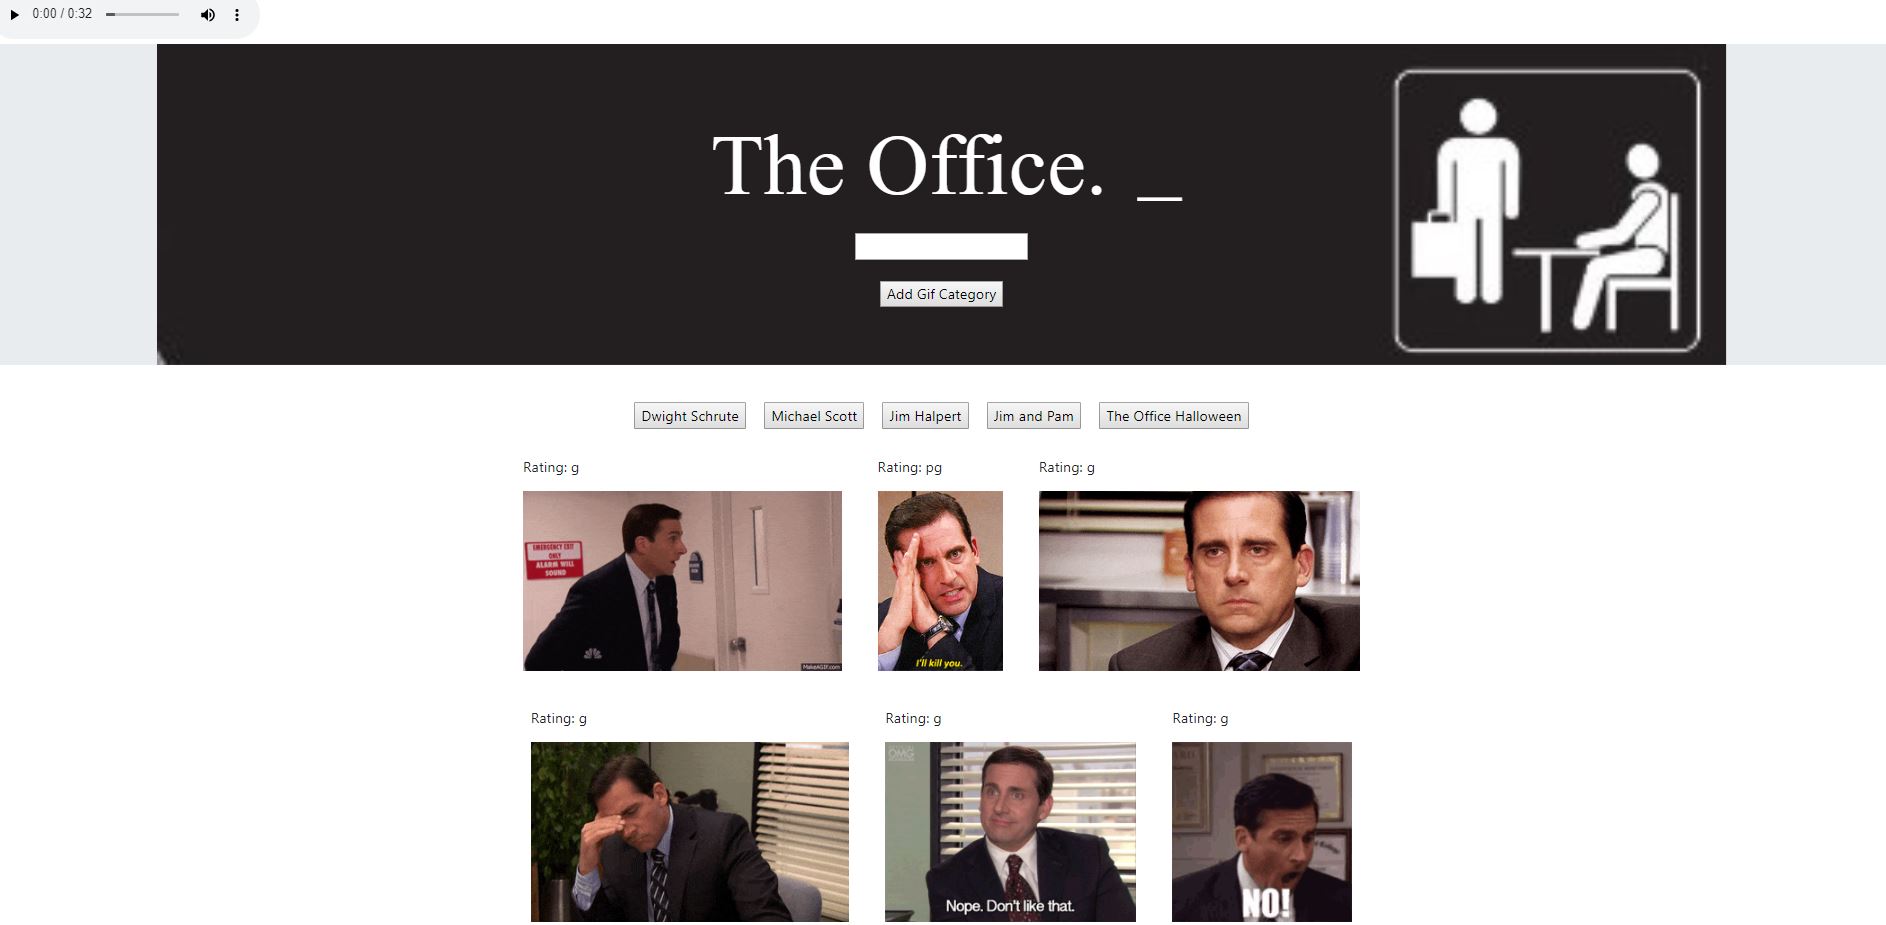 0:00 / 0:32
The Office. _
Add Gif Category
Dwight Schrute Michael Scott Jim Halpert Jim and Pam The Office Halloween
Rating: g
Rating: pg
Rating: g
EMERGENCY EXIT
ONLY
ALARM WILL
SOUND
MakeAGIF.com
I'll kill you.
Rating: g
Rating: g
Rating: g
OMG
Nope. Don't like that.
NO!